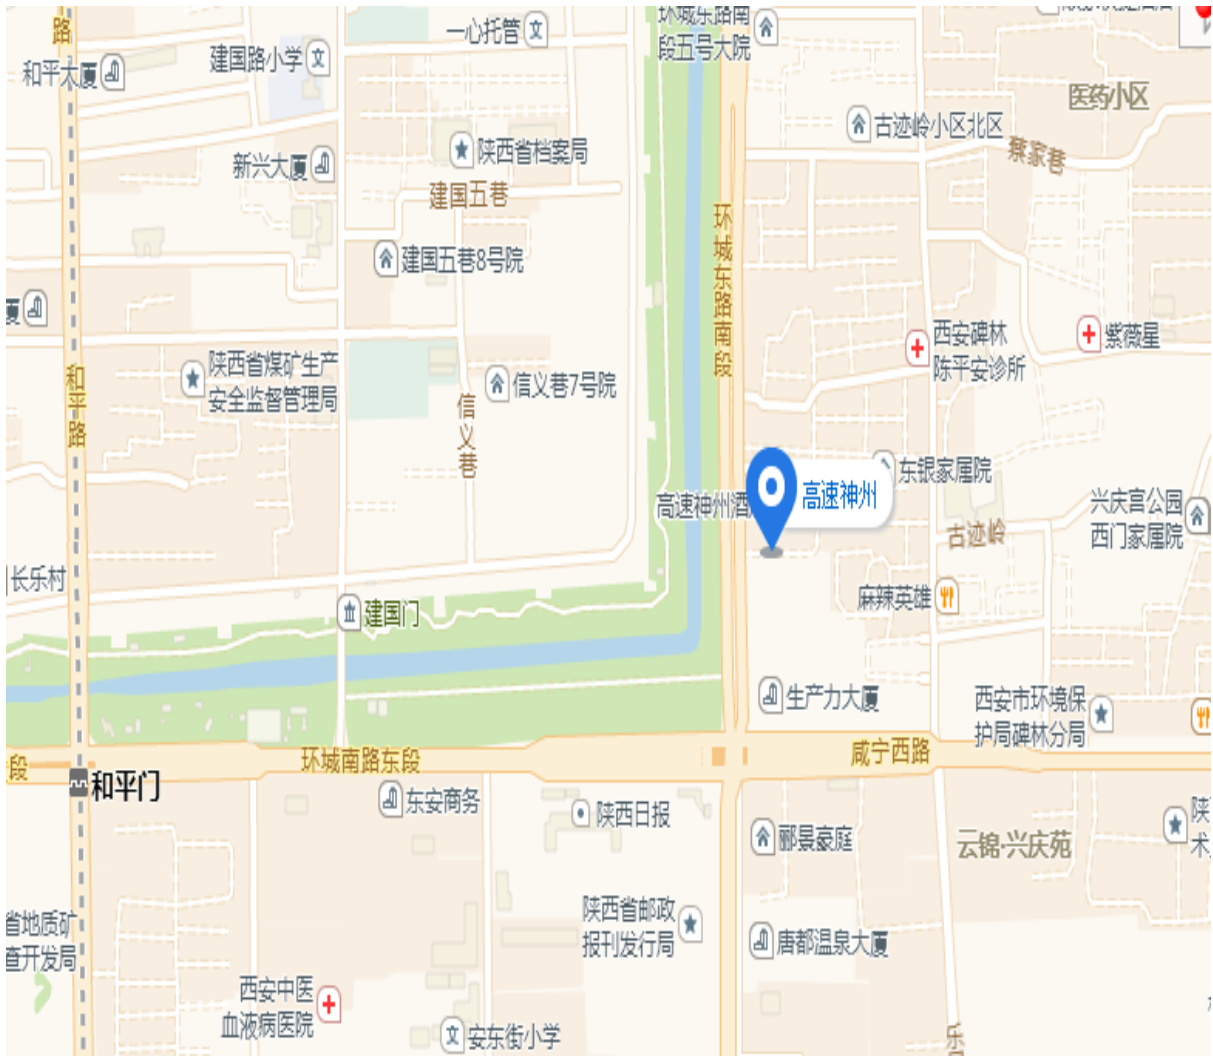 路
一心托管
环城东路南
段五号大院
和平大厦
建国路小学
医药小区
古迹岭小区北区
蔡家巷
陕西省档案局
新兴大厦
建国五巷
环城东路南段
建国五巷8号院
厦
西安碑林
陈平安诊所
紫薇星
陕西省煤矿生产
安全监督管理局
和平路
信义巷7号院
信义巷
东银家属院
高速神州酒
高速神州
兴庆宫公园
西门家属院
古迹岭
长乐村
麻辣英雄
建国门
生产力大厦
西安市环境保
护局碑林分局
段
环城南路东段
咸宁西路
和平门
东安商务
陕西日报
郦景豪庭
云锦·兴庆苑
陕
术
省地质矿
查开发局
陕西省邮政
报刊发行局
唐都温泉大厦
西安中医
血液病医院
安东街小学
乐